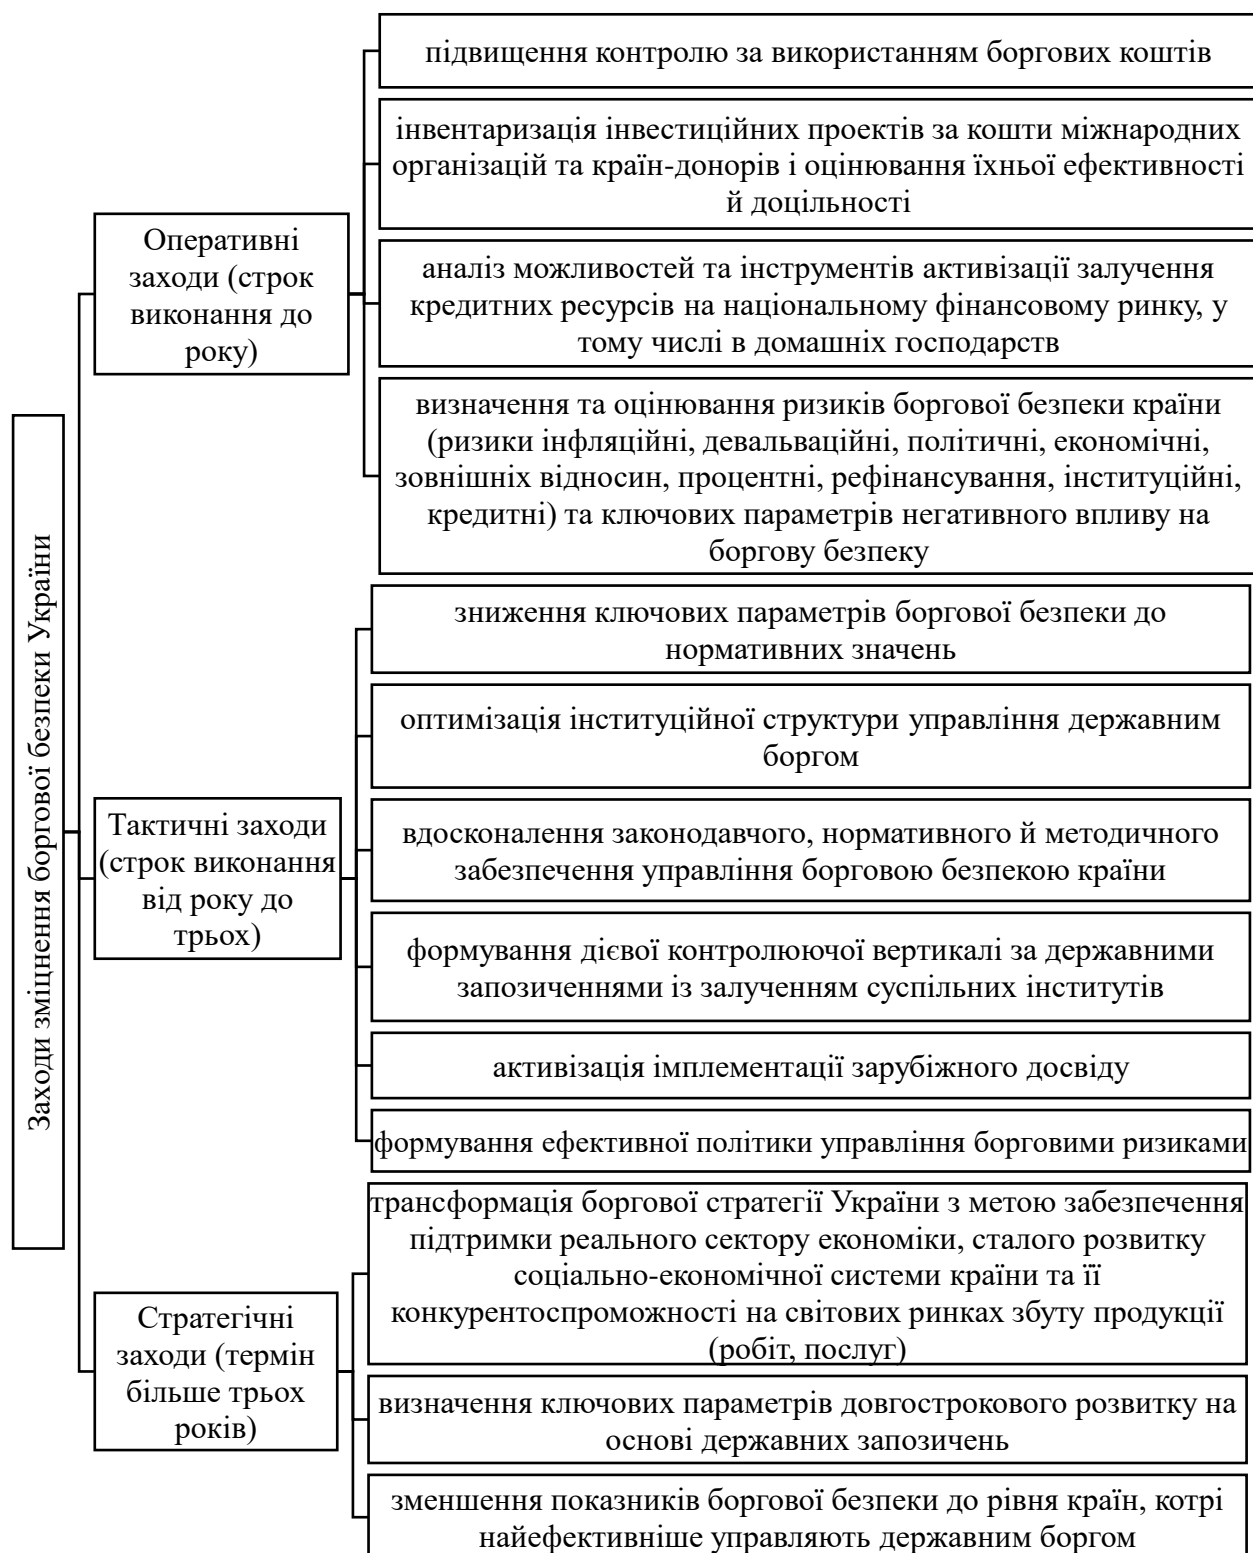 Заходи зміцнення боргової безпеки України
Оперативні
заходи (строк
виконання до
року)
підвищення контролю за використанням боргових коштів
інвентаризація інвестиційних проектів за кошти міжнародних
організацій та країн-донорів і оцінювання їхньої ефективності
й доцільності
аналіз можливостей та інструментів активізації залучення
кредитних ресурсів на національному фінансовому ринку, у
тому числі в домашніх господарств
визначення та оцінювання ризиків боргової безпеки країни
(ризики інфляційні, девальваційні, політичні, економічні,
зовнішніх відносин, процентні, рефінансування, інституційні,
кредитні) та ключових параметрів негативного впливу на
боргову безпеку
Тактичні заходи
(строк виконання
від року до
трьох)
зниження ключових параметрів боргової безпеки до
нормативних значень
оптимізація інституційної структури управління державним
боргом
вдосконалення законодавчого, нормативного й методичного
забезпечення управління борговою безпекою країни
формування дієвої контролюючої вертикалі за державними
запозиченнями із залученням суспільних інститутів
активізація імплементації зарубіжного досвіду
формування ефективної політики управління борговими ризиками
Стратегічні
заходи (термін
більше трьох
років)
трансформація боргової стратегії України з метою забезпечення
підтримки реального сектору економіки, сталого розвитку
соціально-економічної системи країни та її
конкурентоспроможності на світових ринках збуту продукції
(робіт, послуг)
визначення ключових параметрів довгострокового розвитку на
основі державних запозичень
зменшення показників боргової безпеки до рівня країн, котрі
найефективніше управляють державним боргом